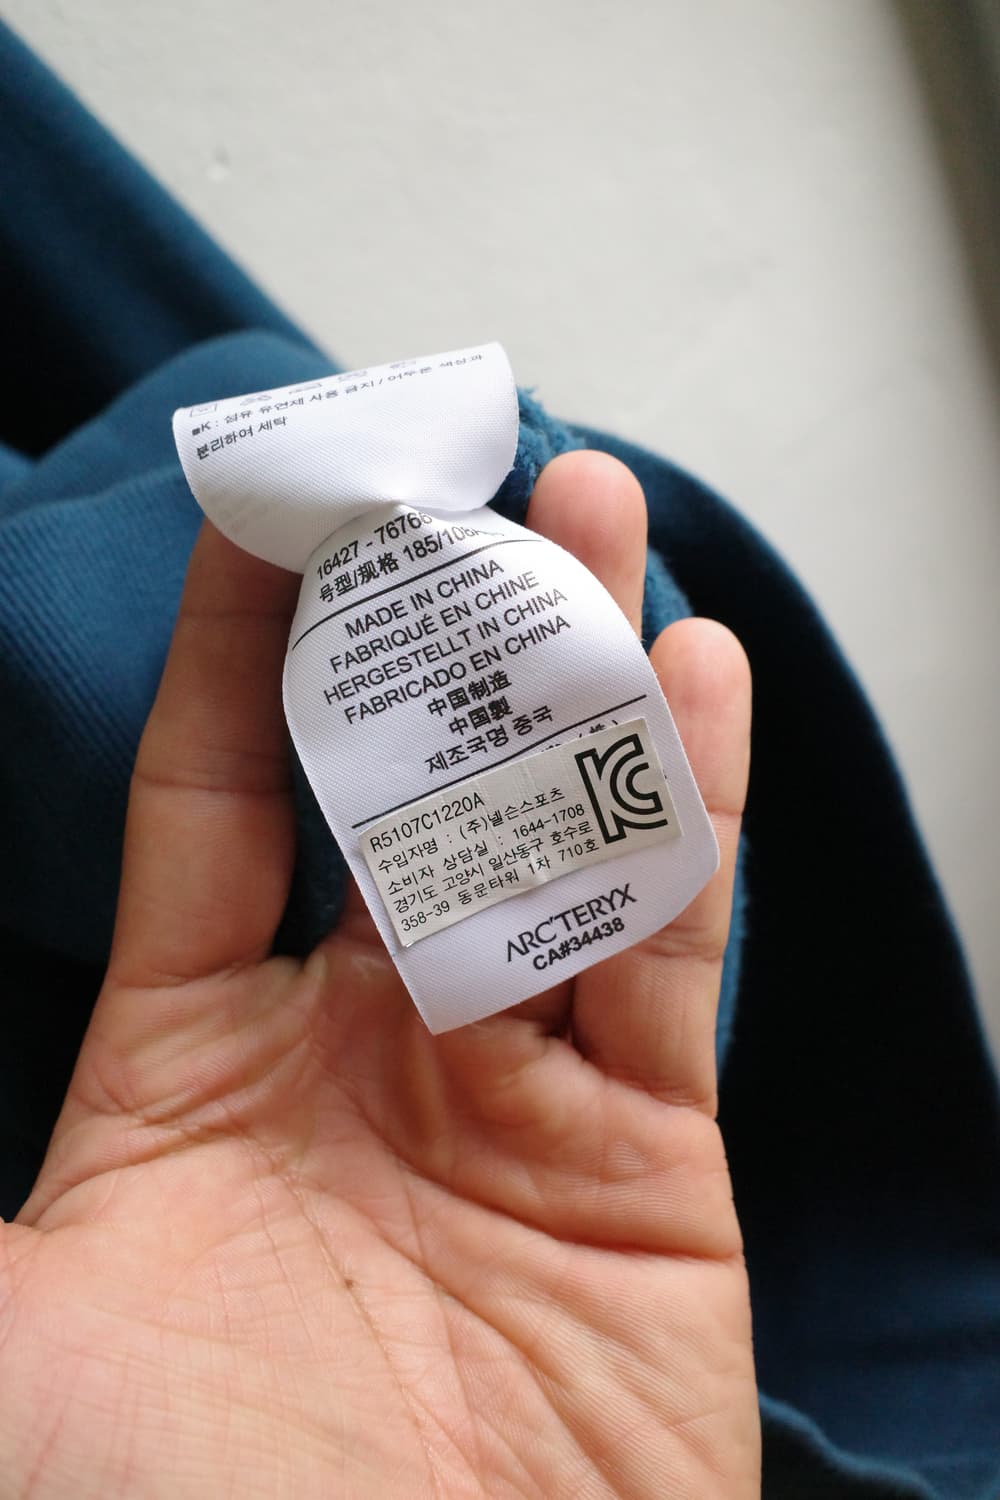 ■K : 섬유 유연제 사용 금지 / 어두운 색상과
분리하여 세탁
16427 - 76766
号型/规格 185/108A
MADE IN CHINA
FABRIQUÉ EN CHINE
HERGESTELLT IN CHINA
FABRICADO EN CHINA
中国制造
中国製
제조국명 중국
R5107C1220A
수입자명 : (주)넬슨스포츠
소비자 상담실 : 1644-1708
경기도 고양시 일산동구 호수로
358-39 동문타워 1차 710호
ARC'TERYX
CA#34438